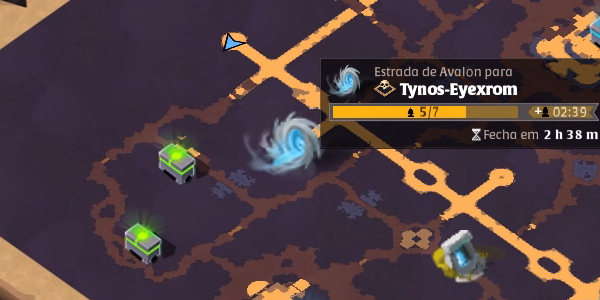 Estrada de Avalon para
Tynos-Eyexrom
5/7
+ 02:39
Fecha em 2 h 38 m